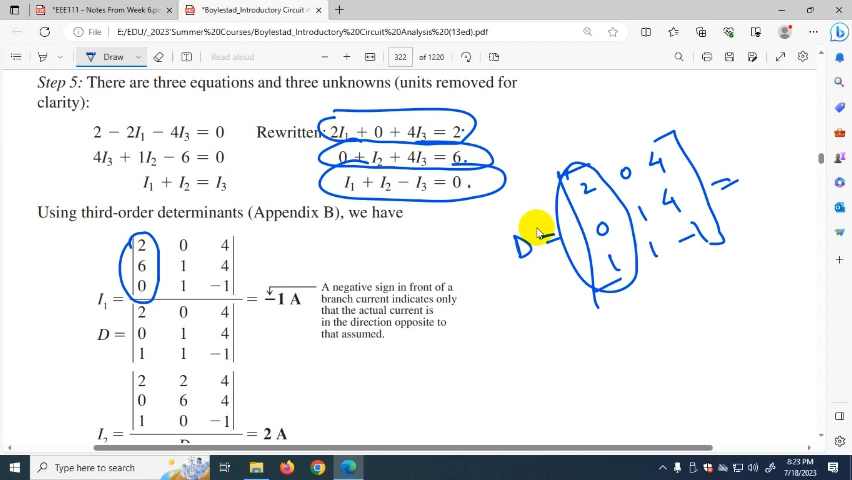 *EEE111 - Notes From Week 6.pd
*Boylestad_Introductory Circuit A
File | E:/EDU/_2023'Summer%20Courses/Boylestad_Introductory%20Circuit%20Analysis%20(13ed).pdf
Draw Read aloud 322 of 1220
Step 5: There are three equations and three unknowns (units removed for
clarity):
2 − 2I₁ − 4I₃ = 0 Rewritten: 2I₁ + 0 + 4I₃ = 2
4I₃ + 1I₂ − 6 = 0 0 + I₂ + 4I₃ = 6.
I₁ + I₂ = I₃ I₁ + I₂ − I₃ = 0.
2 0 4
D = 0 1 4 =
1 1 -1
Using third-order determinants (Appendix B), we have
2 0 4
6 1 4
0 1 −1
I₁ = = −1 A
2 0 4
D = 0 1 4
1 1 −1
A negative sign in front of a
branch current indicates only
that the actual current is
in the direction opposite to
that assumed.
2 2 4
0 6 4
1 0 −1
I₂ = = 2 A
D
Type here to search
8:23 PM
7/18/2023